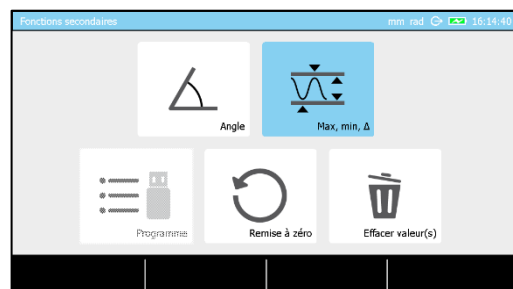 Fonctions secondaires
mm rad 16:14:40
Angle
Max, min, Δ
Programme
Remise à zéro
Effacer valeur(s)